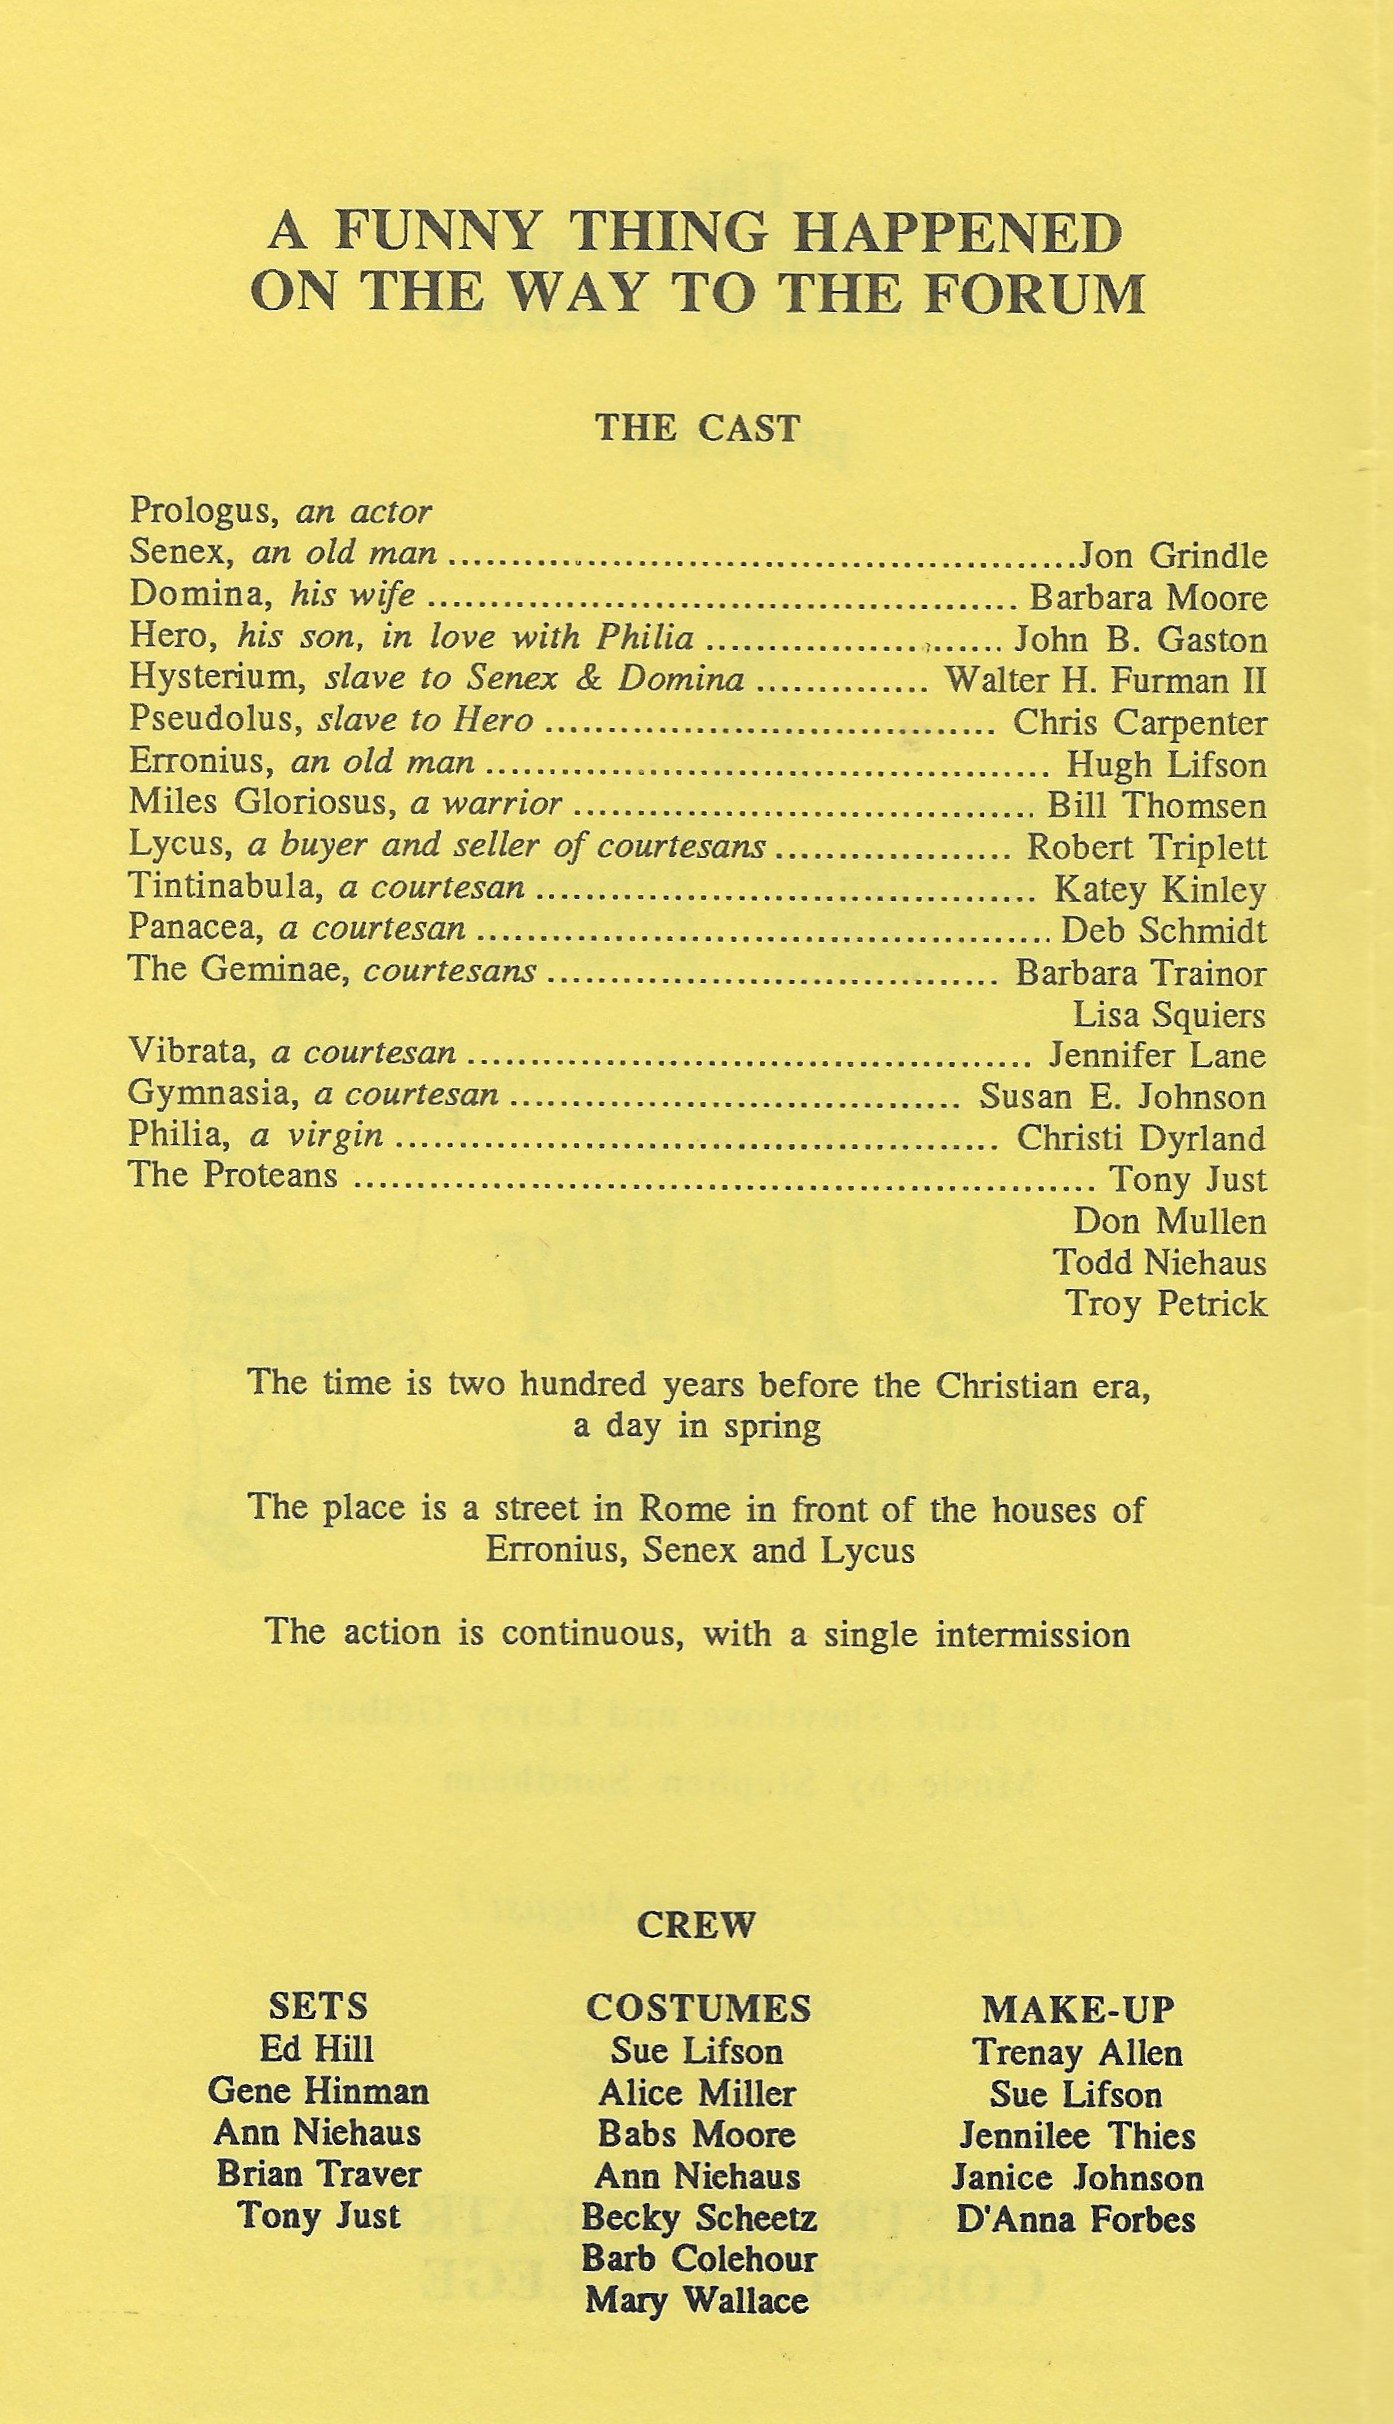 A FUNNY THING HAPPENED
ON THE WAY TO THE FORUM
THE CAST
Prologus, an actor
Senex, an old man ..................................................Jon Grindle
Domina, his wife ............................................... Barbara Moore
Hero, his son, in love with Philia ........................ John B. Gaston
Hysterium, slave to Senex & Domina .............. Walter H. Furman II
Pseudolus, slave to Hero .................................... Chris Carpenter
Erronius, an old man ............................................. Hugh Lifson
Miles Gloriosus, a warrior ..................................... Bill Thomsen
Lycus, a buyer and seller of courtesans ................... Robert Triplett
Tintinabula, a courtesan ........................................ Katey Kinley
Panacea, a courtesan .............................................. Deb Schmidt
The Geminae, courtesans .................................... Barbara Trainor
Lisa Squiers
Vibrata, a courtesan ............................................. Jennifer Lane
Gymnasia, a courtesan .................................... Susan E. Johnson
Philia, a virgin ................................................ Christi Dyrland
The Proteans ........................................................... Tony Just
Don Mullen
Todd Niehaus
Troy Petrick
The time is two hundred years before the Christian era,
a day in spring
The place is a street in Rome in front of the houses of
Erronius, Senex and Lycus
The action is continuous, with a single intermission
CREW
SETS
Ed Hill
Gene Hinman
Ann Niehaus
Brian Traver
Tony Just
COSTUMES
Sue Lifson
Alice Miller
Babs Moore
Ann Niehaus
Becky Scheetz
Barb Colehour
Mary Wallace
MAKE-UP
Trenay Allen
Sue Lifson
Jennilee Thies
Janice Johnson
D'Anna Forbes